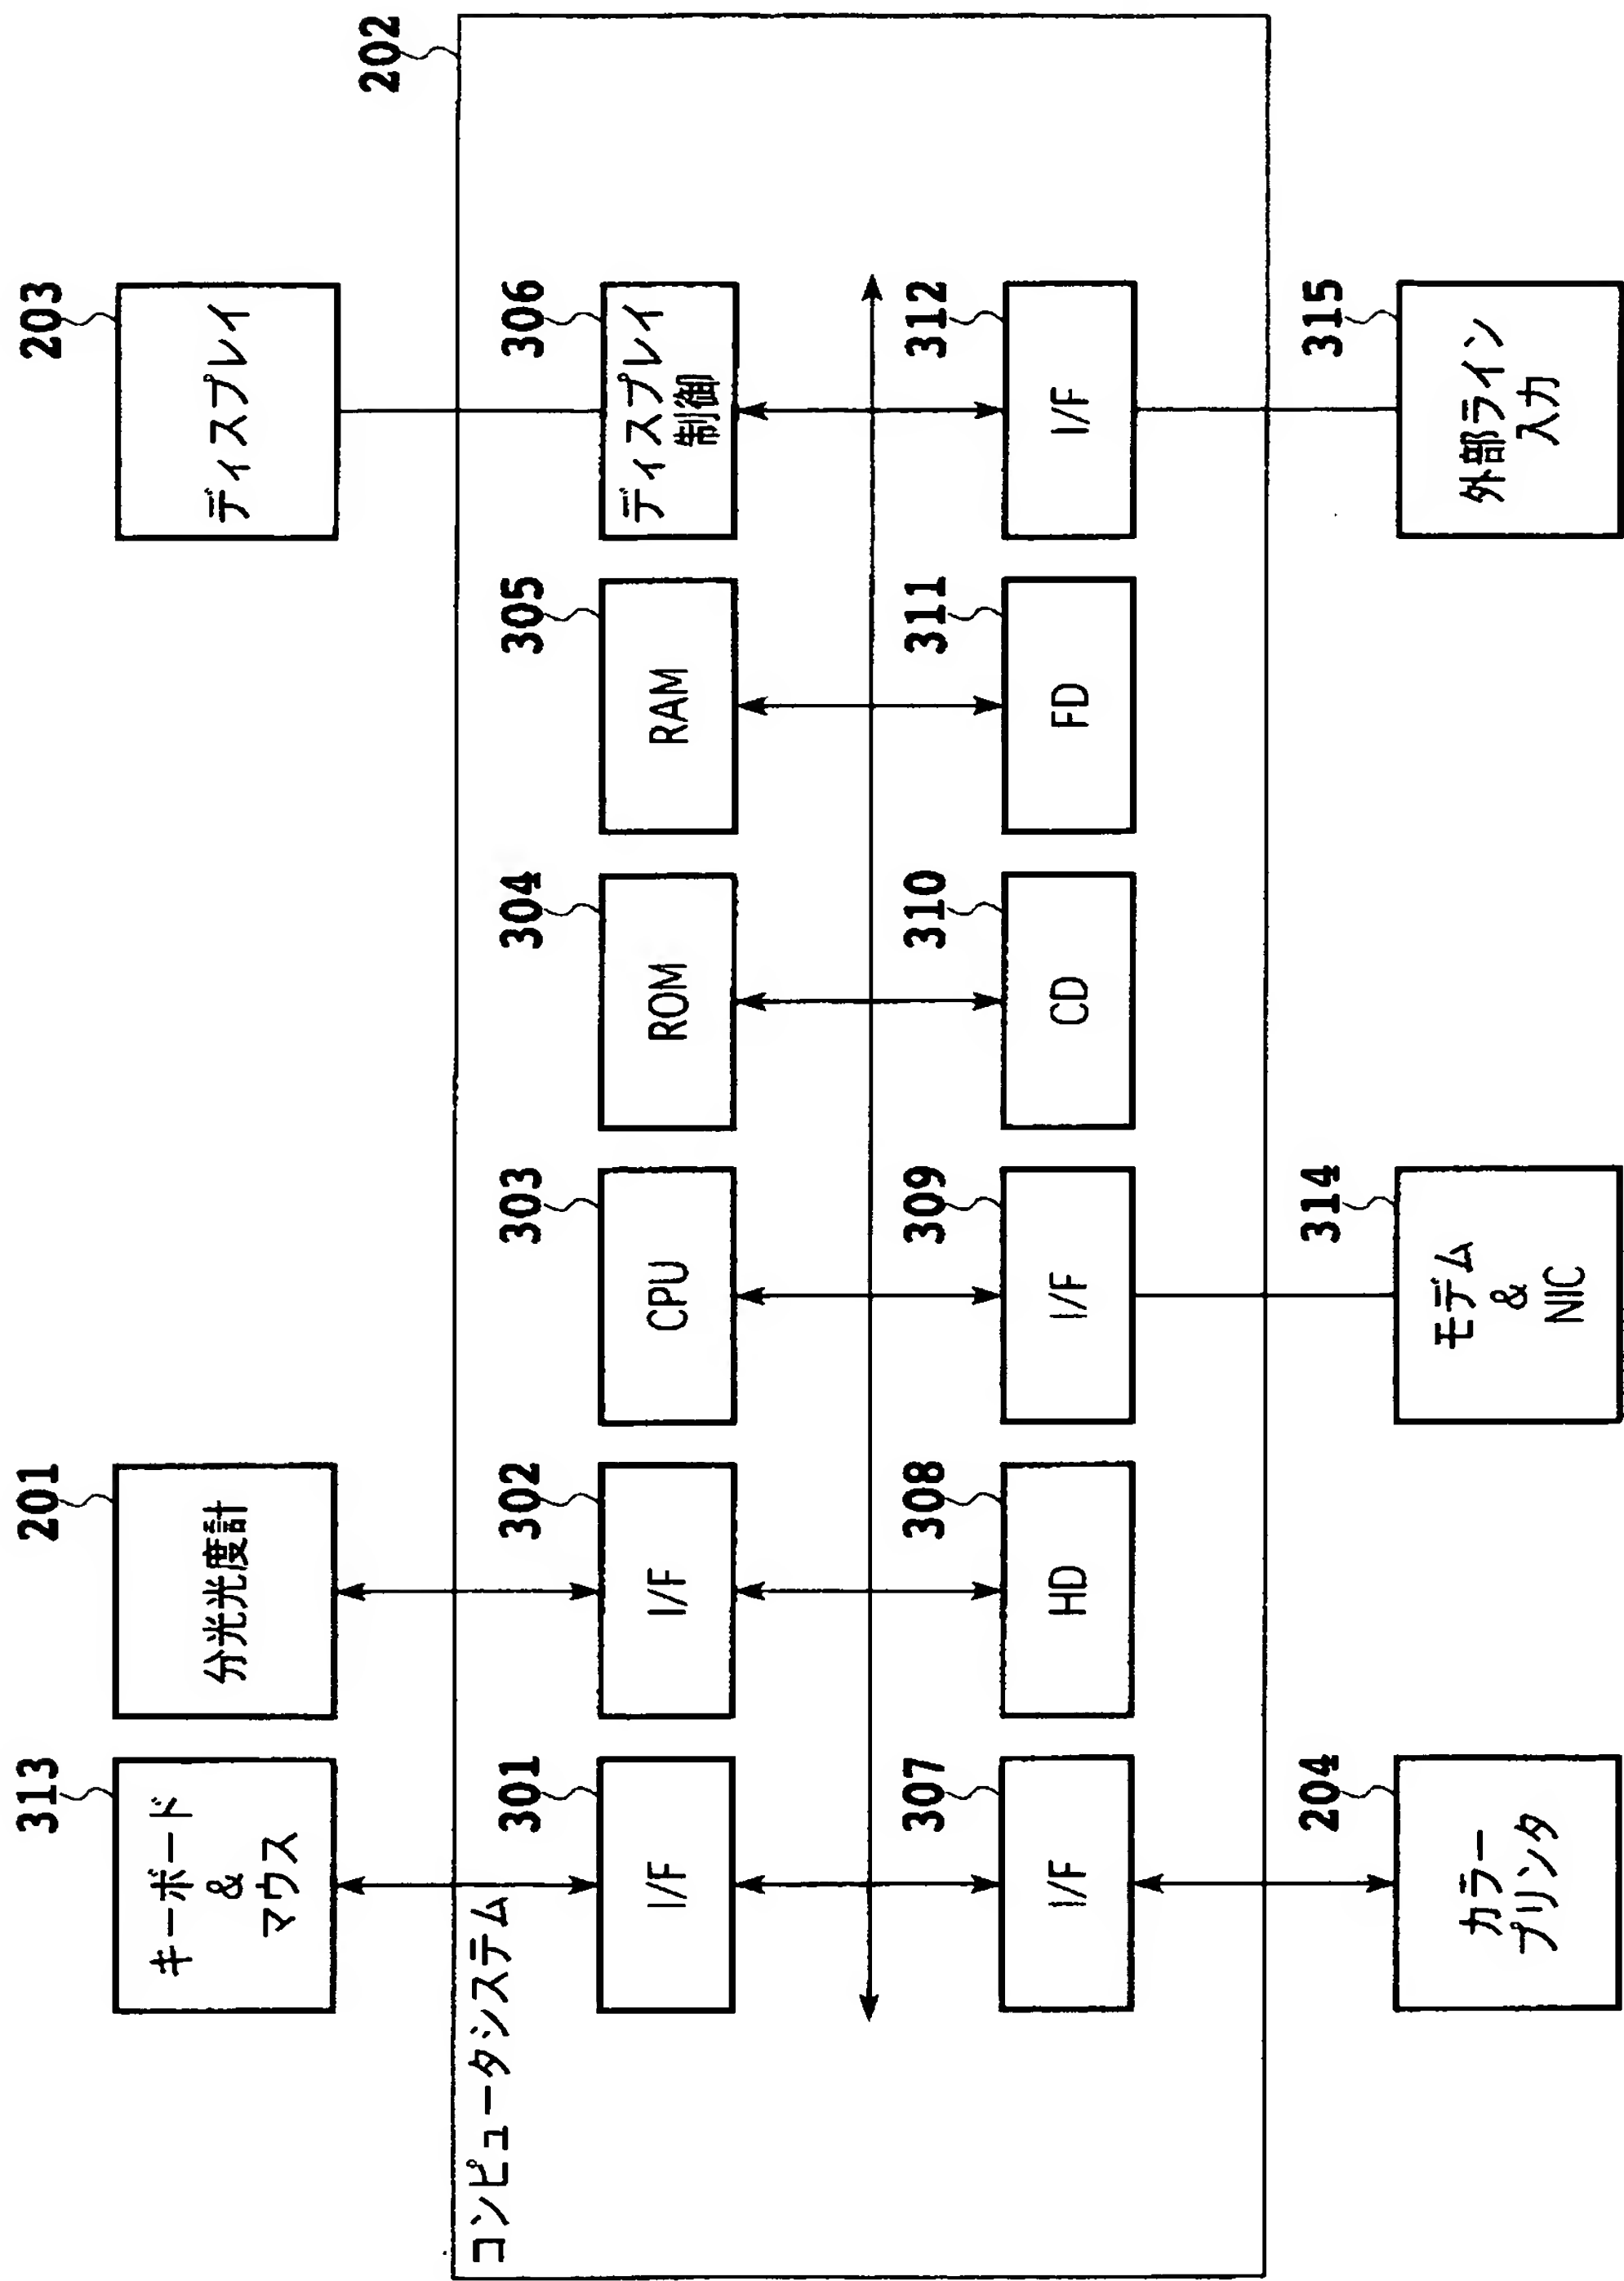 313
キーボード
&
マウス
201
分光光度計
203
ディスプレイ
202
コンピュータシステム
301
I/F
302
I/F
303
CPU
304
ROM
305
RAM
306
ディスプレイ
制御
307
I/F
308
HD
309
I/F
310
CD
311
FD
312
I/F
204
カラー
プリンタ
314
モデム
&
NIC
315
外部ライン
入力